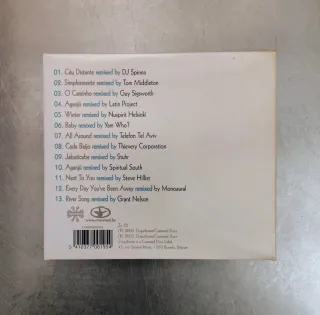 01. Céu Distante remixed by DJ Spinna
02. Simplesmente remixed by Tom Middleton
03. O Caminho remixed by Guy Sigsworth
04. Aganjú remixed by Latin Project
05. Winter remixed by Nuspirit Helsinki
06. Baby remixed by Yam Who?
07. All Around remixed by Telefon Tel Aviv
08. Cada Beijo remixed by Thievery Corporation
09. Jabuticaba remixed by Stuhr
10. Aganjú remixed by Spiritual South
11. Next To You remixed by Steve Hillier
12. Every Day You've Been Away remixed by Monoaural
13. River Song remixed by Grant Nelson